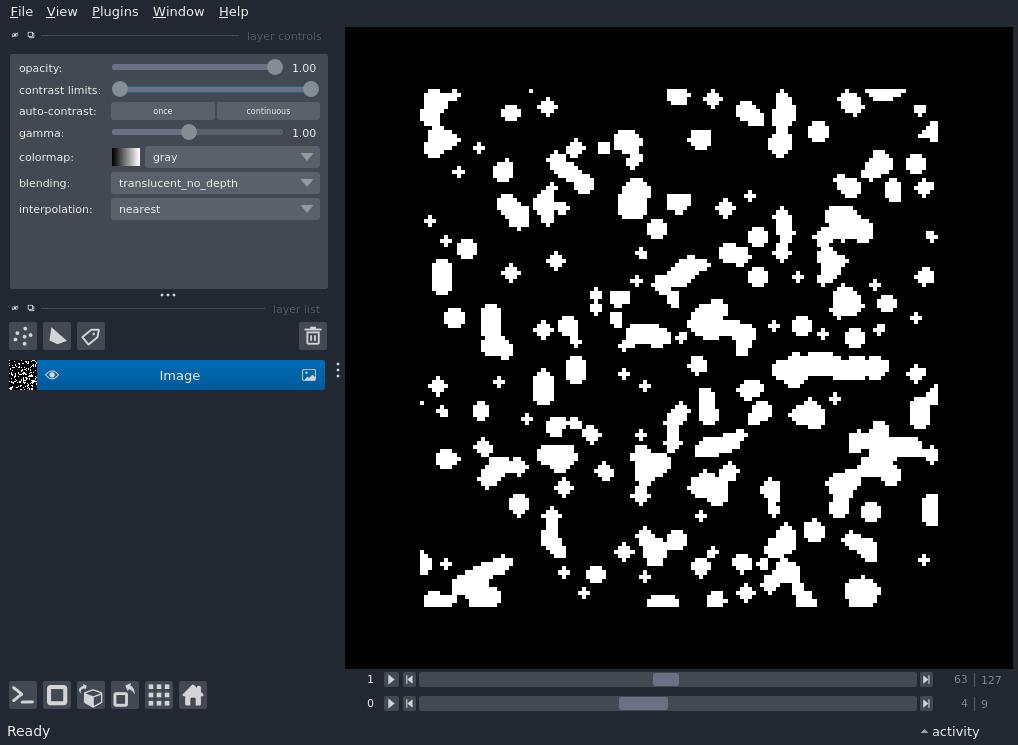 File View Plugins Window Help
layer controls
opacity: 1.00
contrast limits:
auto-contrast: once continuous
gamma: 1.00
colormap: gray
blending: translucent_no_depth
interpolation: nearest
layer list
Image
1 63 127
0 4 9
Ready activity